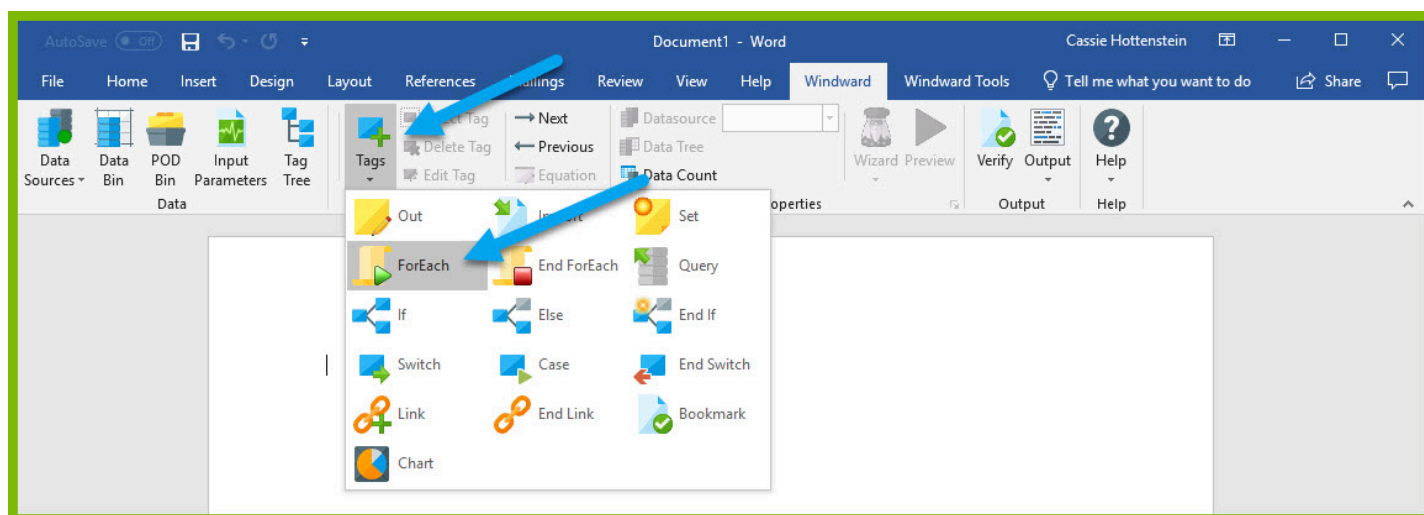 AutoSave Off Document1 - Word Cassie Hottenstein
File Home Insert Design Layout References Review View Help Windward Windward Tools Tell me what you want to do Share
Data Sources
Data Bin
POD Bin
Input Parameters
Tag Tree
Data
Tags
Tag
Delete Tag
Edit Tag
Next
Previous
Equation
Datasource
Data Tree
Data Count
Wizard
Preview
Verify
Output
Output
Help
Help
Out
Set
ForEach
End ForEach
Query
If
Else
End If
Switch
Case
End Switch
Link
End Link
Bookmark
Chart